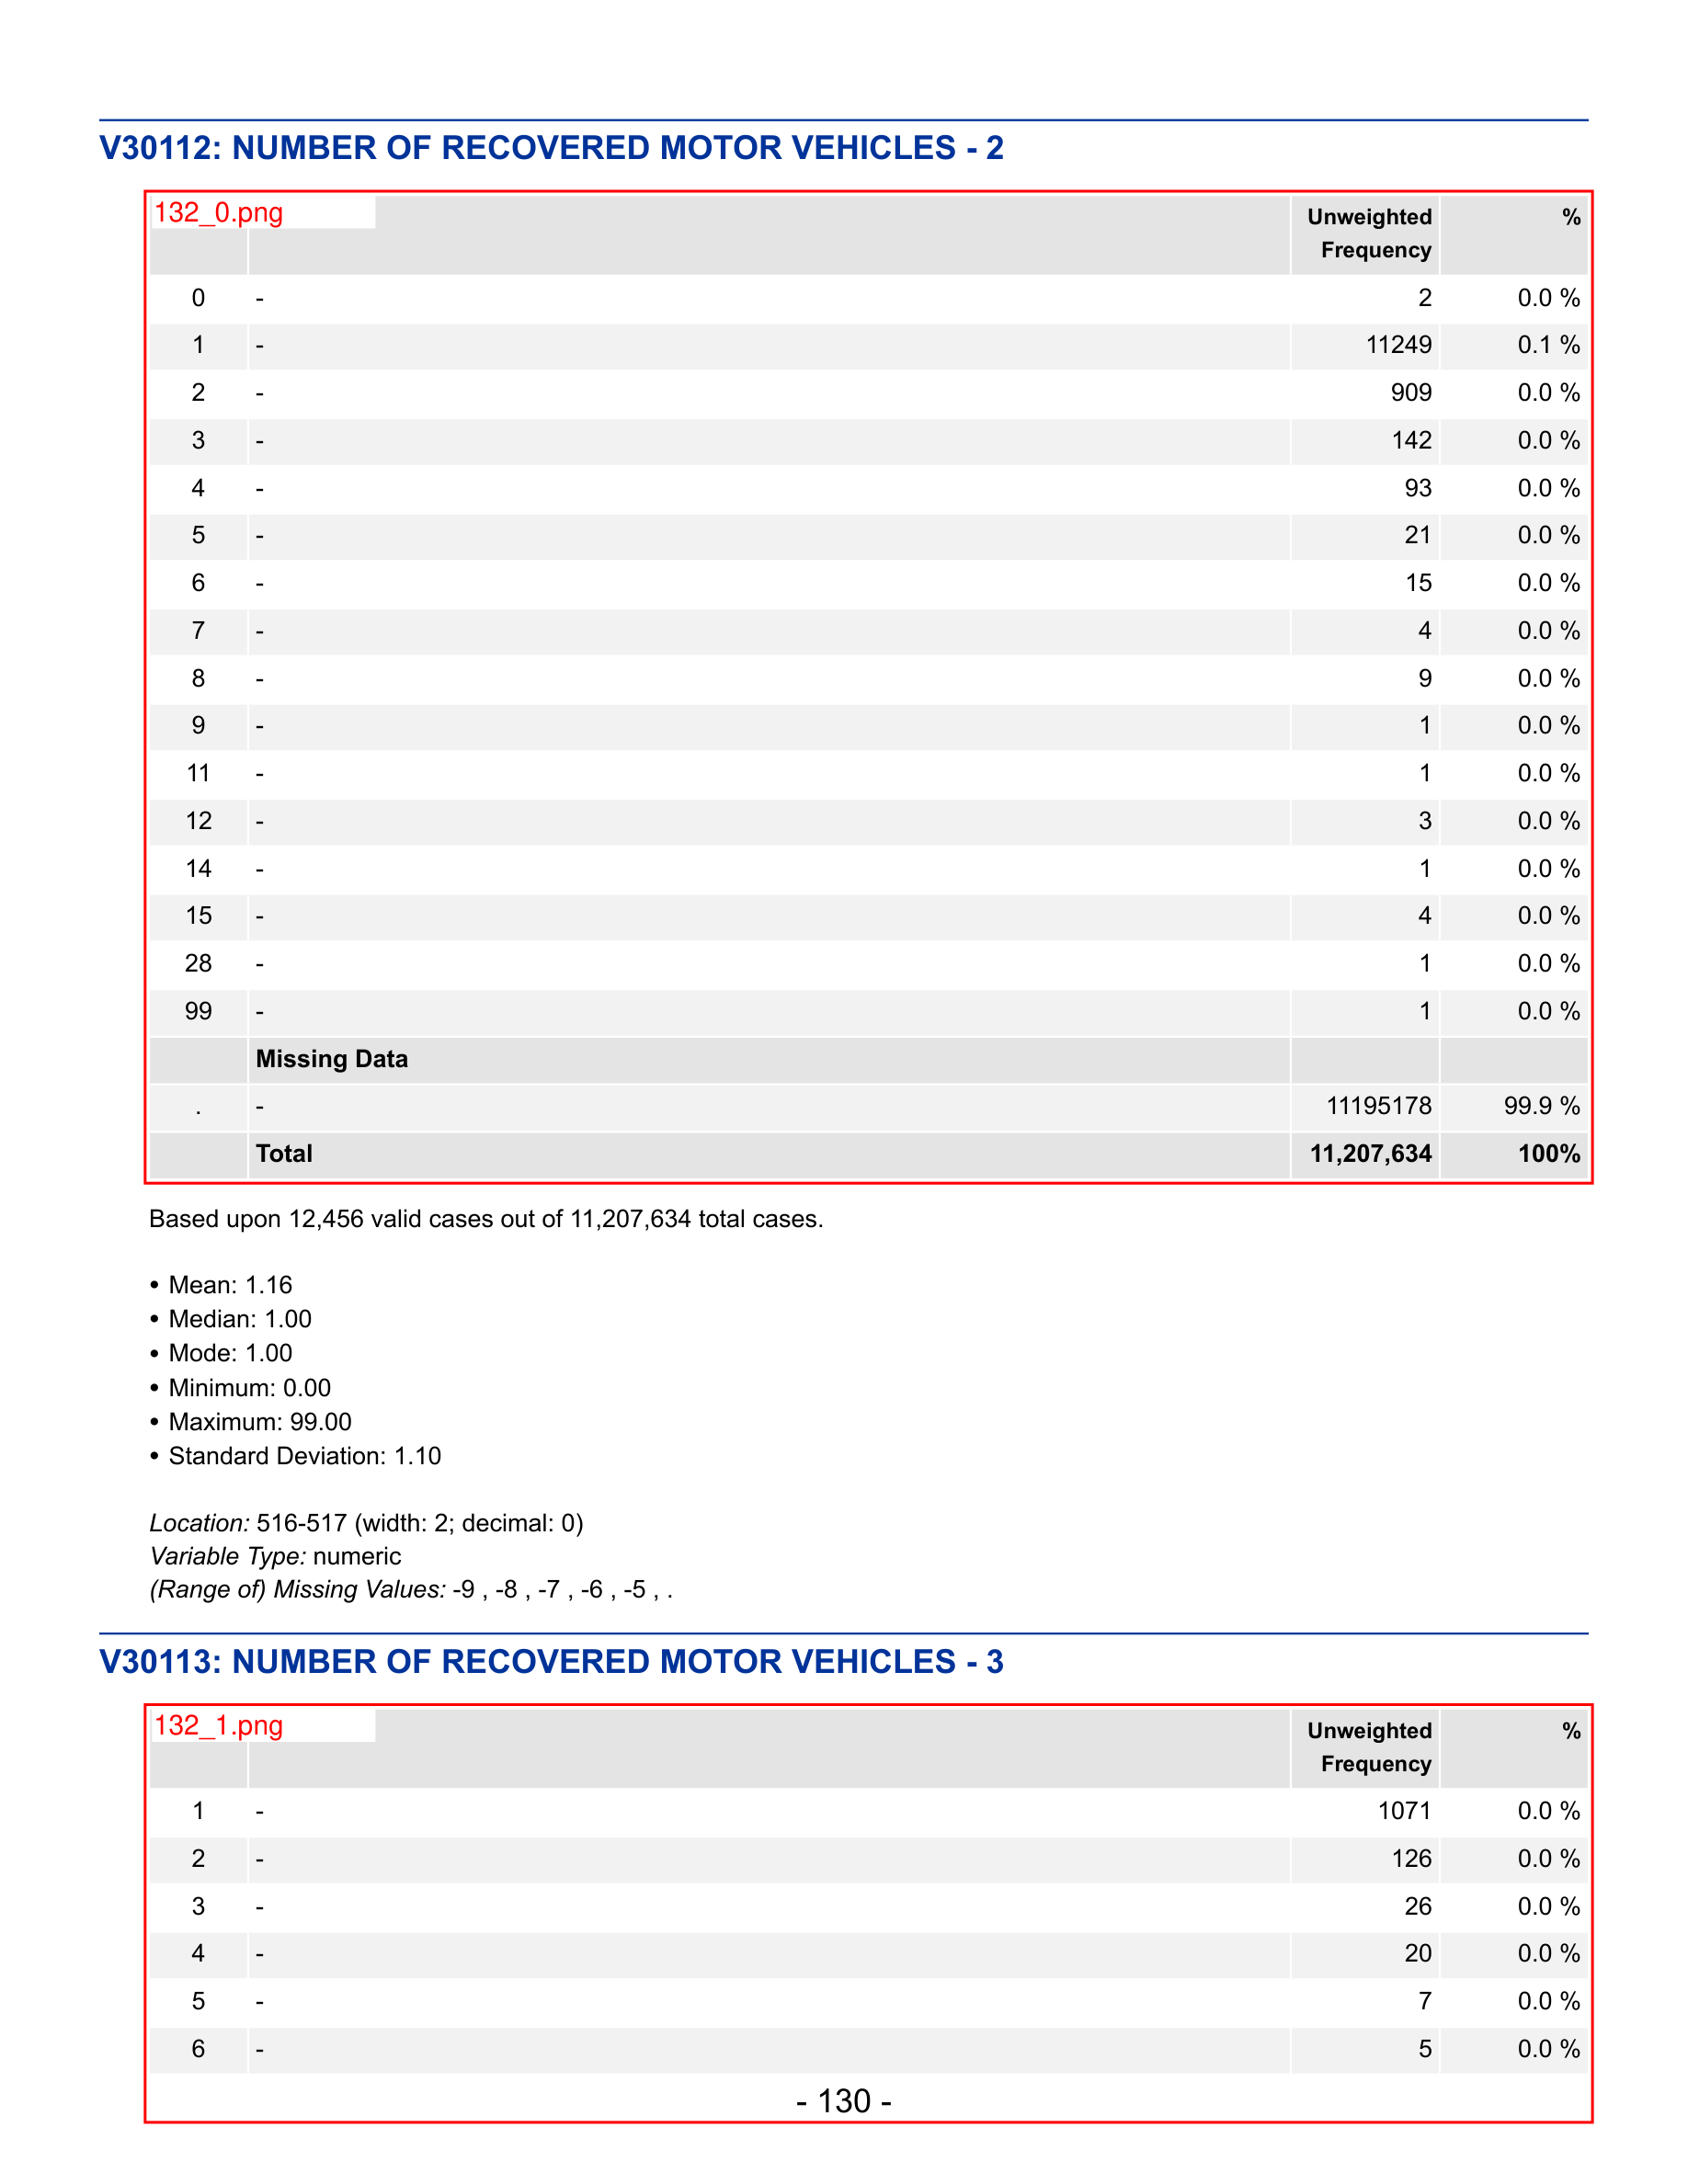 V30112: NUMBER OF RECOVERED MOTOR VEHICLES - 2
132_0.png
Unweighted Frequency %
0 - 2 0.0 %
1 - 11249 0.1 %
2 - 909 0.0 %
3 - 142 0.0 %
4 - 93 0.0 %
5 - 21 0.0 %
6 - 15 0.0 %
7 - 4 0.0 %
8 - 9 0.0 %
9 - 1 0.0 %
11 - 1 0.0 %
12 - 3 0.0 %
14 - 1 0.0 %
15 - 4 0.0 %
28 - 1 0.0 %
99 - 1 0.0 %
Missing Data
. - 11195178 99.9 %
Total 11,207,634 100%
Based upon 12,456 valid cases out of 11,207,634 total cases.
• Mean: 1.16
• Median: 1.00
• Mode: 1.00
• Minimum: 0.00
• Maximum: 99.00
• Standard Deviation: 1.10
Location: 516-517 (width: 2; decimal: 0)
Variable Type: numeric
(Range of) Missing Values: -9 , -8 , -7 , -6 , -5 , .
V30113: NUMBER OF RECOVERED MOTOR VEHICLES - 3
132_1.png
Unweighted Frequency %
1 - 1071 0.0 %
2 - 126 0.0 %
3 - 26 0.0 %
4 - 20 0.0 %
5 - 7 0.0 %
6 - 5 0.0 %
- 130 -